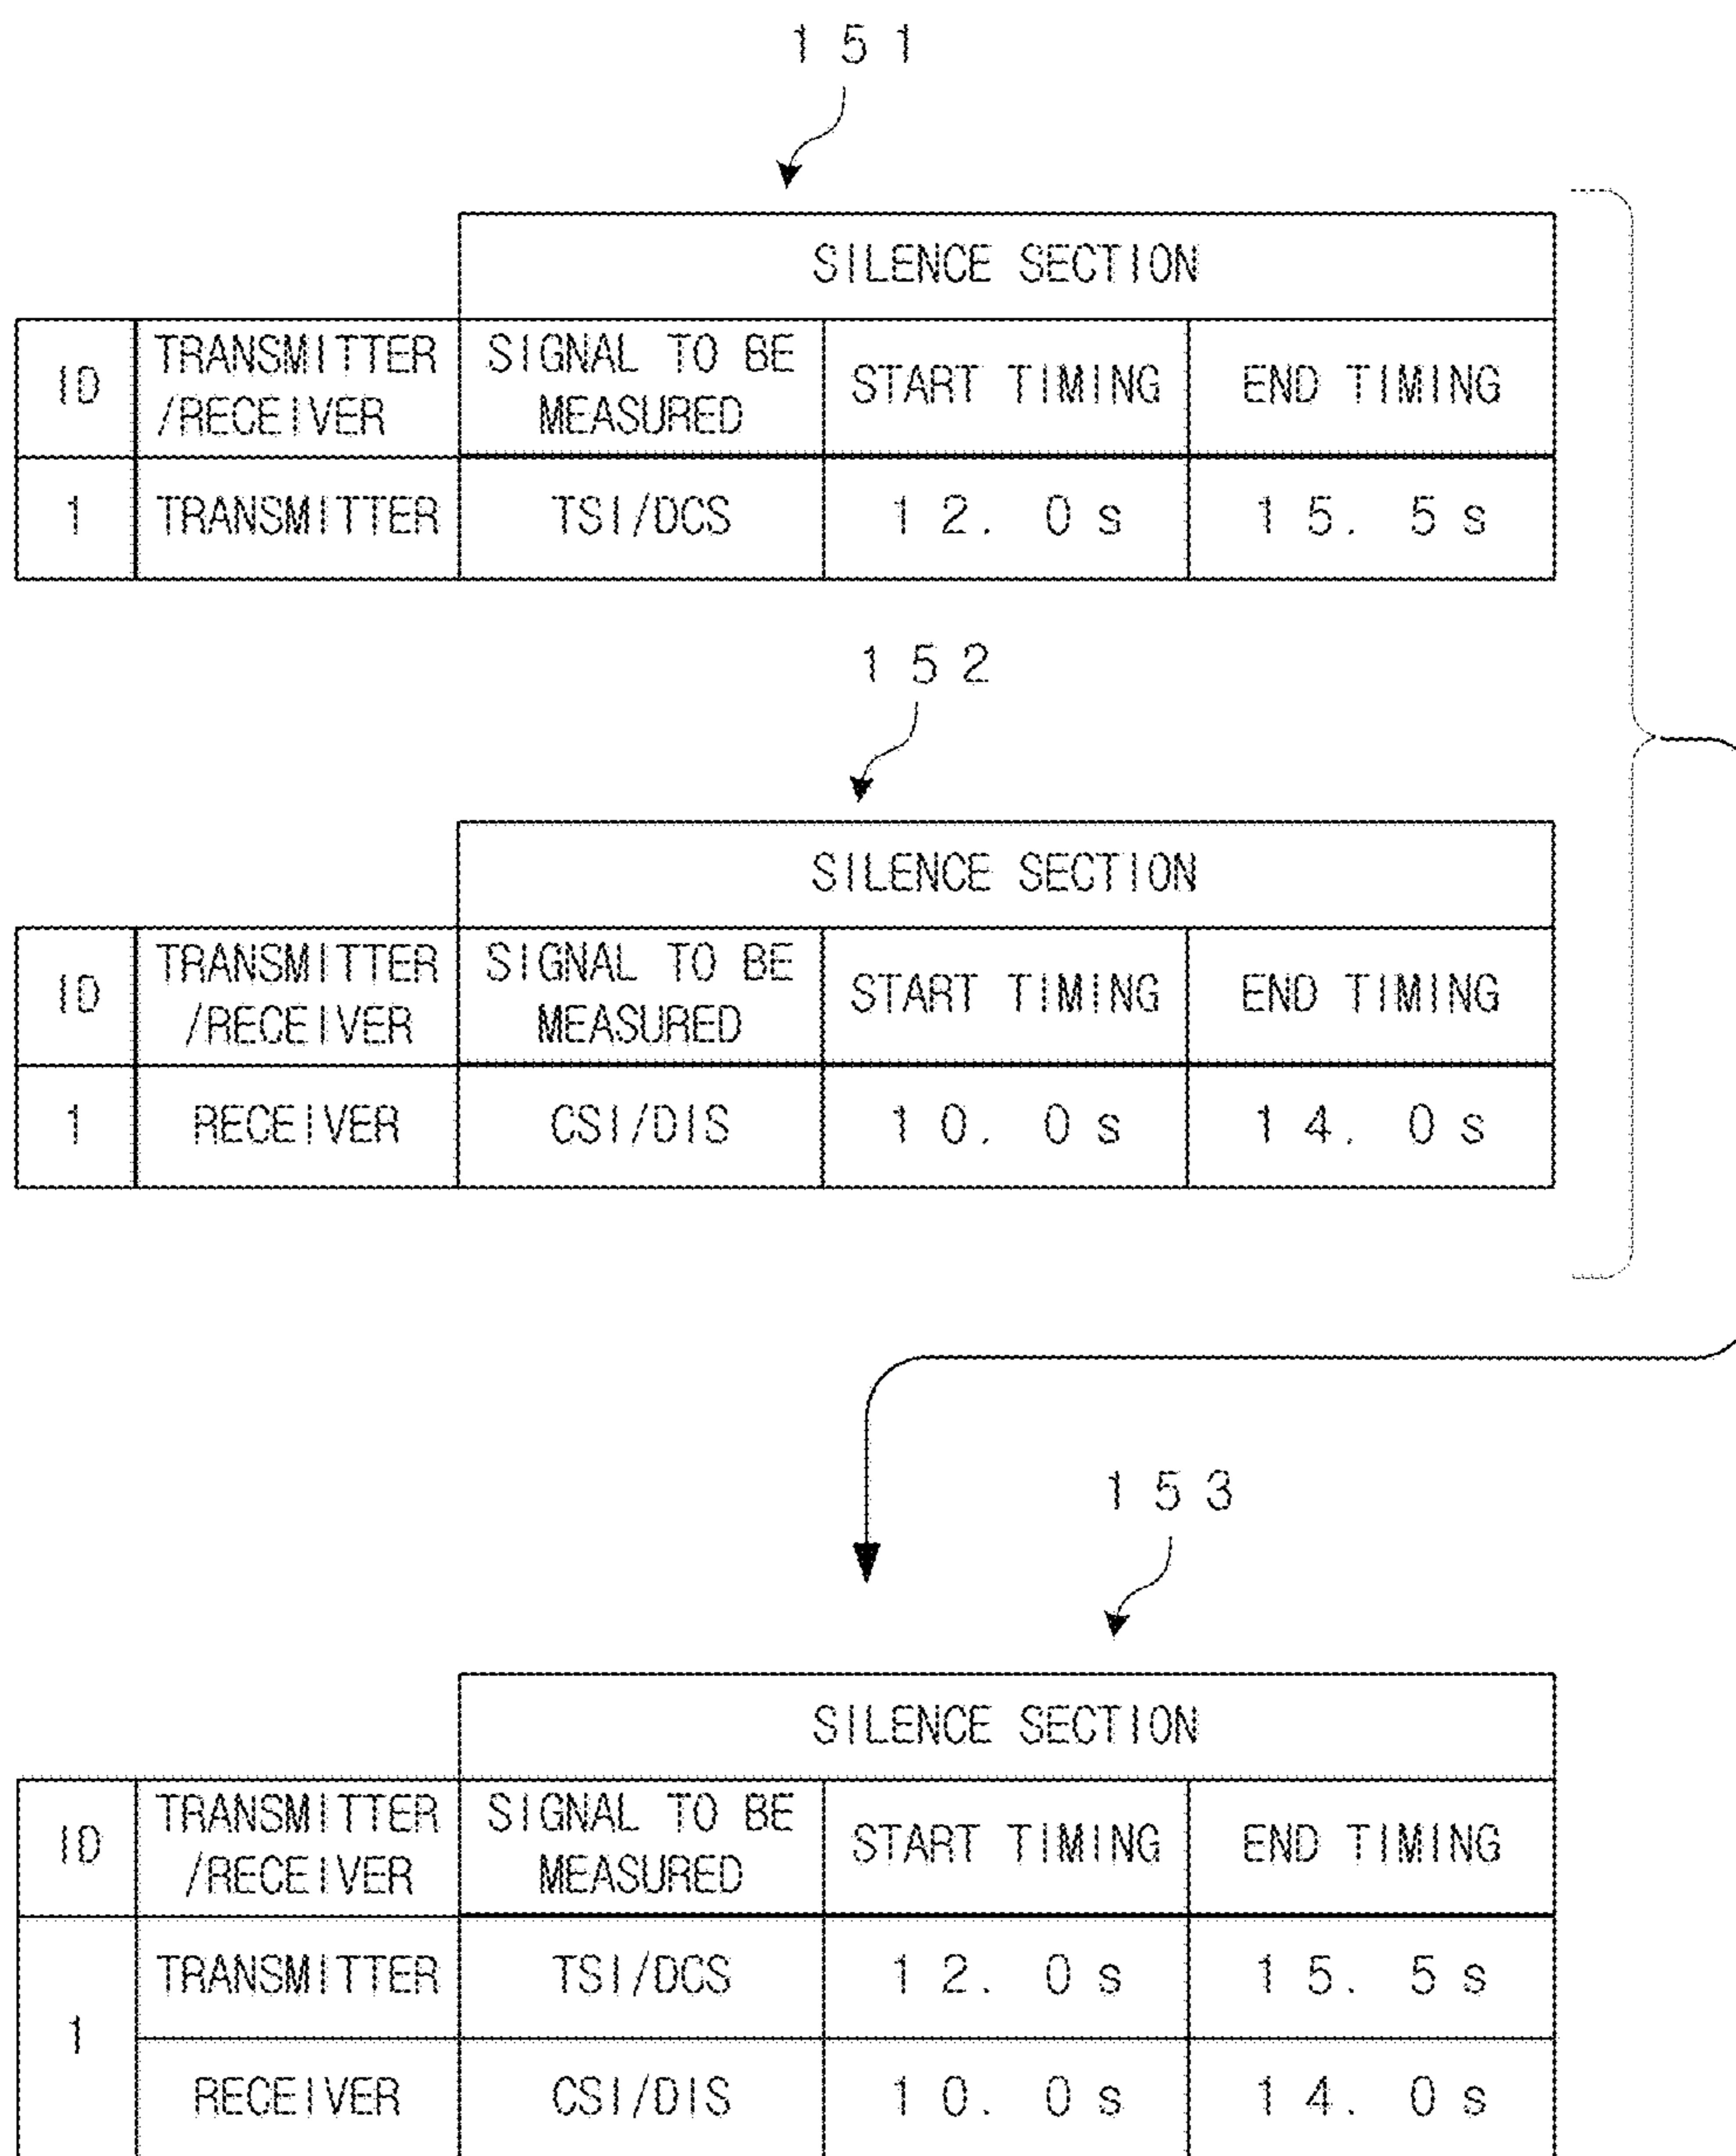 151
SILENCE SECTION
ID TRANSMITTER /RECEIVER SIGNAL TO BE MEASURED START TIMING END TIMING
1 TRANSMITTER TSI/DCS 12. 0s 15. 5s
152
SILENCE SECTION
ID TRANSMITTER /RECEIVER SIGNAL TO BE MEASURED START TIMING END TIMING
1 RECEIVER CSI/DIS 10. 0s 14. 0s
153
SILENCE SECTION
ID TRANSMITTER /RECEIVER SIGNAL TO BE MEASURED START TIMING END TIMING
1 TRANSMITTER TSI/DCS 12. 0s 15. 5s
RECEIVER CSI/DIS 10. 0s 14. 0s